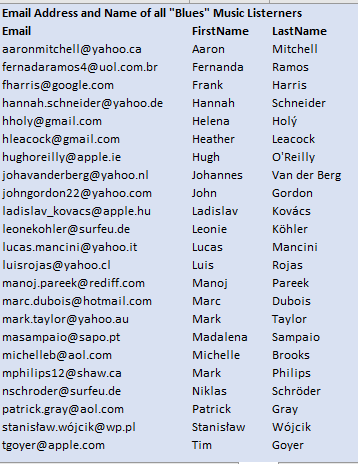 Email Address and Name of all "Blues" Music Listerners
Email FirstName LastName
aaronmitchell@yahoo.ca Aaron Mitchell
fernadaramos4@uol.com.br Fernanda Ramos
fharris@google.com Frank Harris
hannah.schneider@yahoo.de Hannah Schneider
hholy@gmail.com Helena Holý
hleacock@gmail.com Heather Leacock
hughoreilly@apple.ie Hugh O'Reilly
johavanderberg@yahoo.nl Johannes Van der Berg
johngordon22@yahoo.com John Gordon
ladislav_kovacs@apple.hu Ladislav Kovács
leonekohler@surfeu.de Leonie Köhler
lucas.mancini@yahoo.it Lucas Mancini
luisrojas@yahoo.cl Luis Rojas
manoj.pareek@rediff.com Manoj Pareek
marc.dubois@hotmail.com Marc Dubois
mark.taylor@yahoo.au Mark Taylor
masampaio@sapo.pt Madalena Sampaio
michelleb@aol.com Michelle Brooks
mphilips12@shaw.ca Mark Philips
nschroder@surfeu.de Niklas Schröder
patrick.gray@aol.com Patrick Gray
stanisław.wójcik@wp.pl Stanisław Wójcik
tgoyer@apple.com Tim Goyer